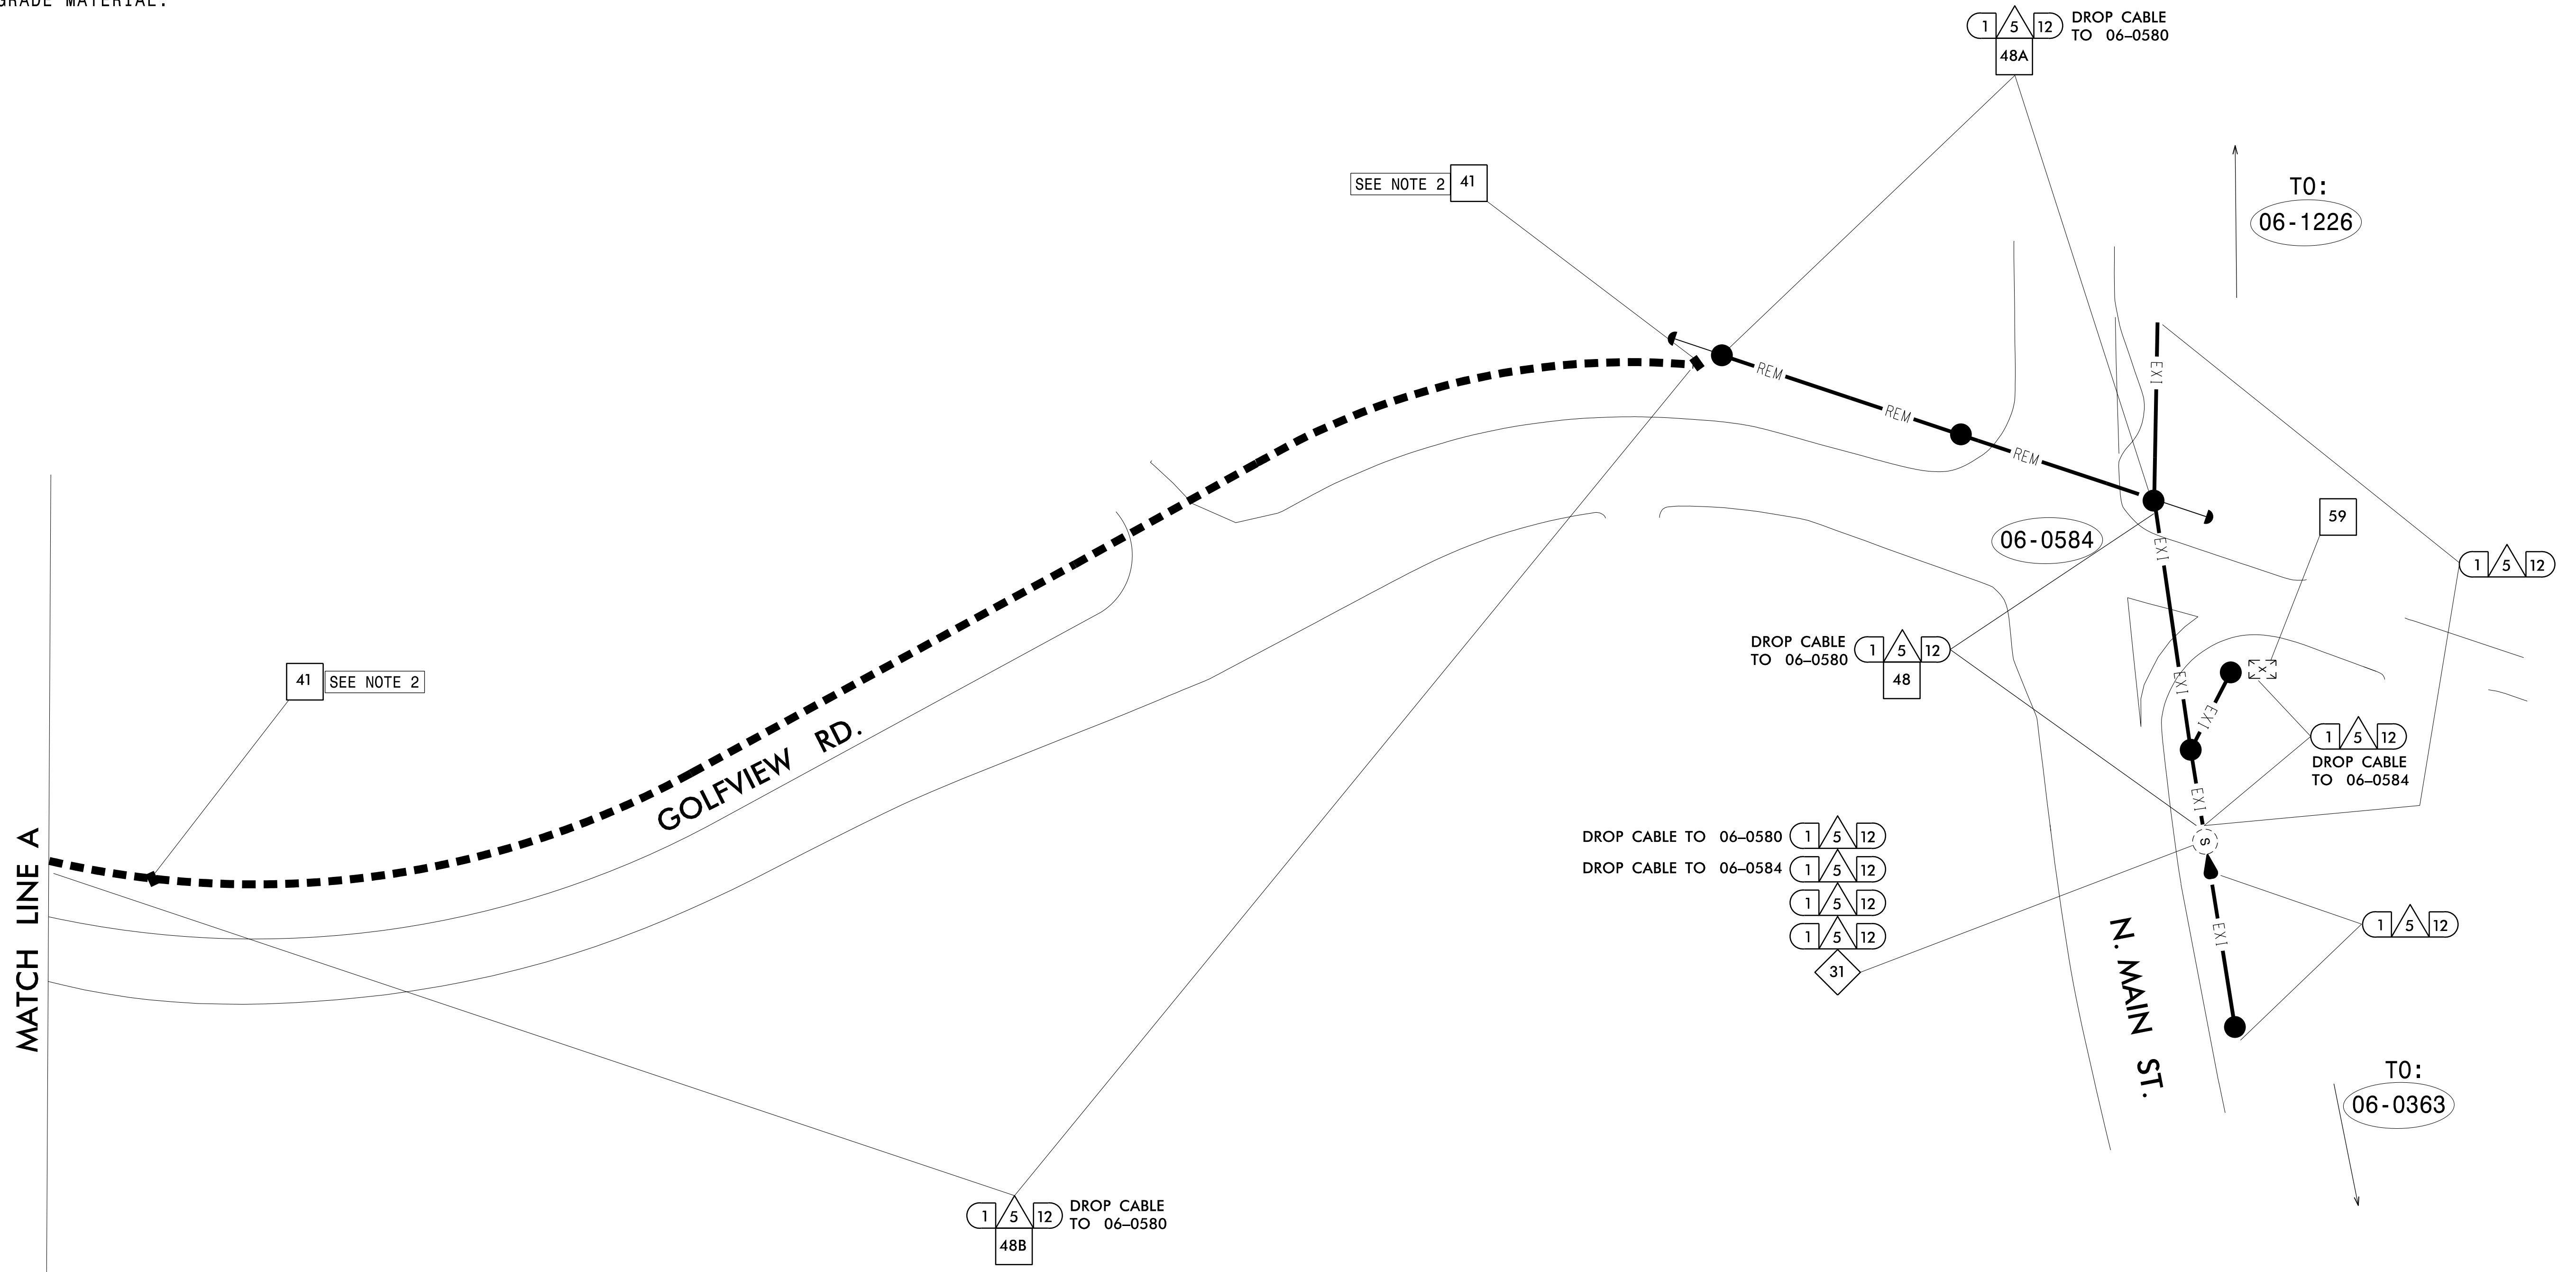 GRADE MATERIAL.
1 5 12
48A
DROP CABLE
TO 06–0580
SEE NOTE 2 41
TO:
06-1226
EXI
REM
REM
REM
06-0584
EXI
59
1 5 12
DROP CABLE
TO 06–0580
1 5 12
48
41 SEE NOTE 2
EXI
X
EXI
1 5 12
DROP CABLE
TO 06–0584
GOLFVIEW RD.
EXI
S
DROP CABLE TO 06–0580 1 5 12
DROP CABLE TO 06–0584 1 5 12
1 5 12
1 5 12
31
EXI
1 5 12
MATCH LINE A
N. MAIN ST.
TO:
06-0363
1 5 12
48B
DROP CABLE
TO 06–0580